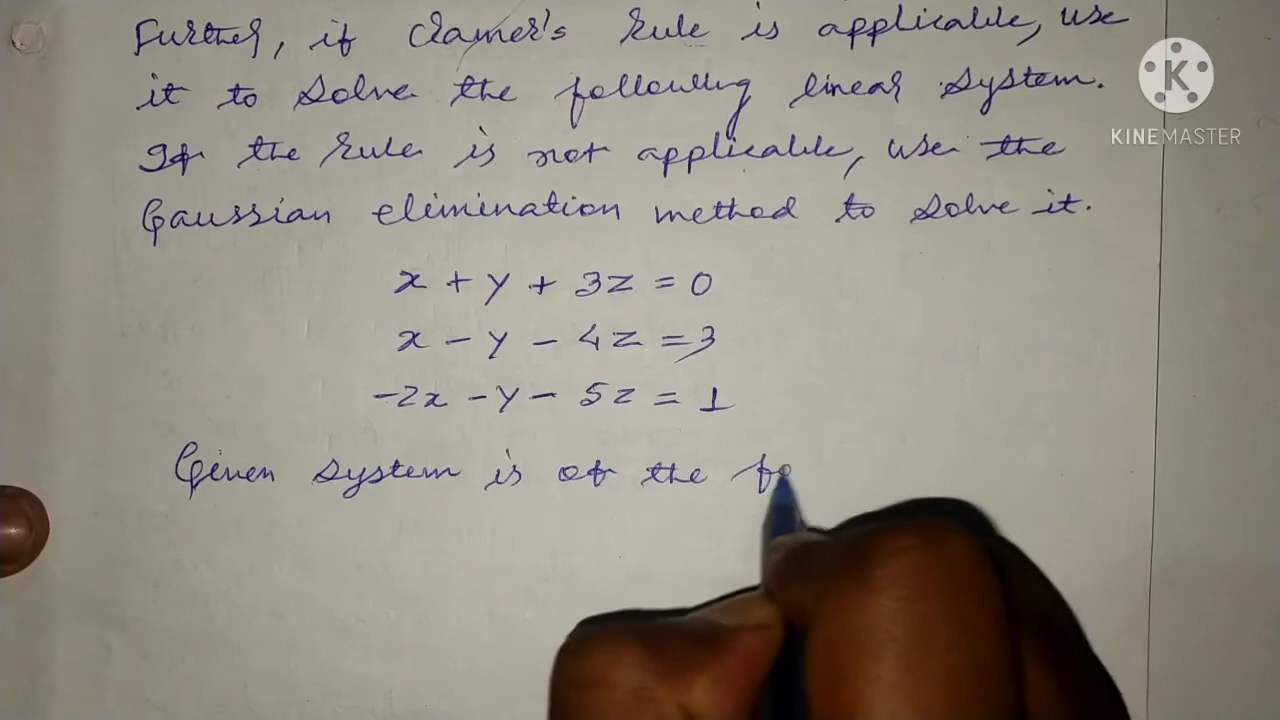 Further, if Cramer's rule is applicable, use
it to solve the following linear system.
If the rule is not applicable, use the
Gaussian elimination method to solve it.
x + y + 3z = 0
x - y - 4z = 3
-2x - y - 5z = 1
Given system is of the fo
KINEMASTER